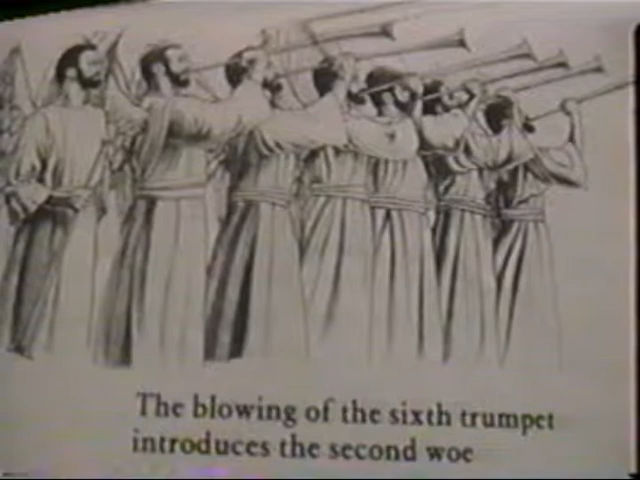 The blowing of the sixth trumpet
introduces the second woe